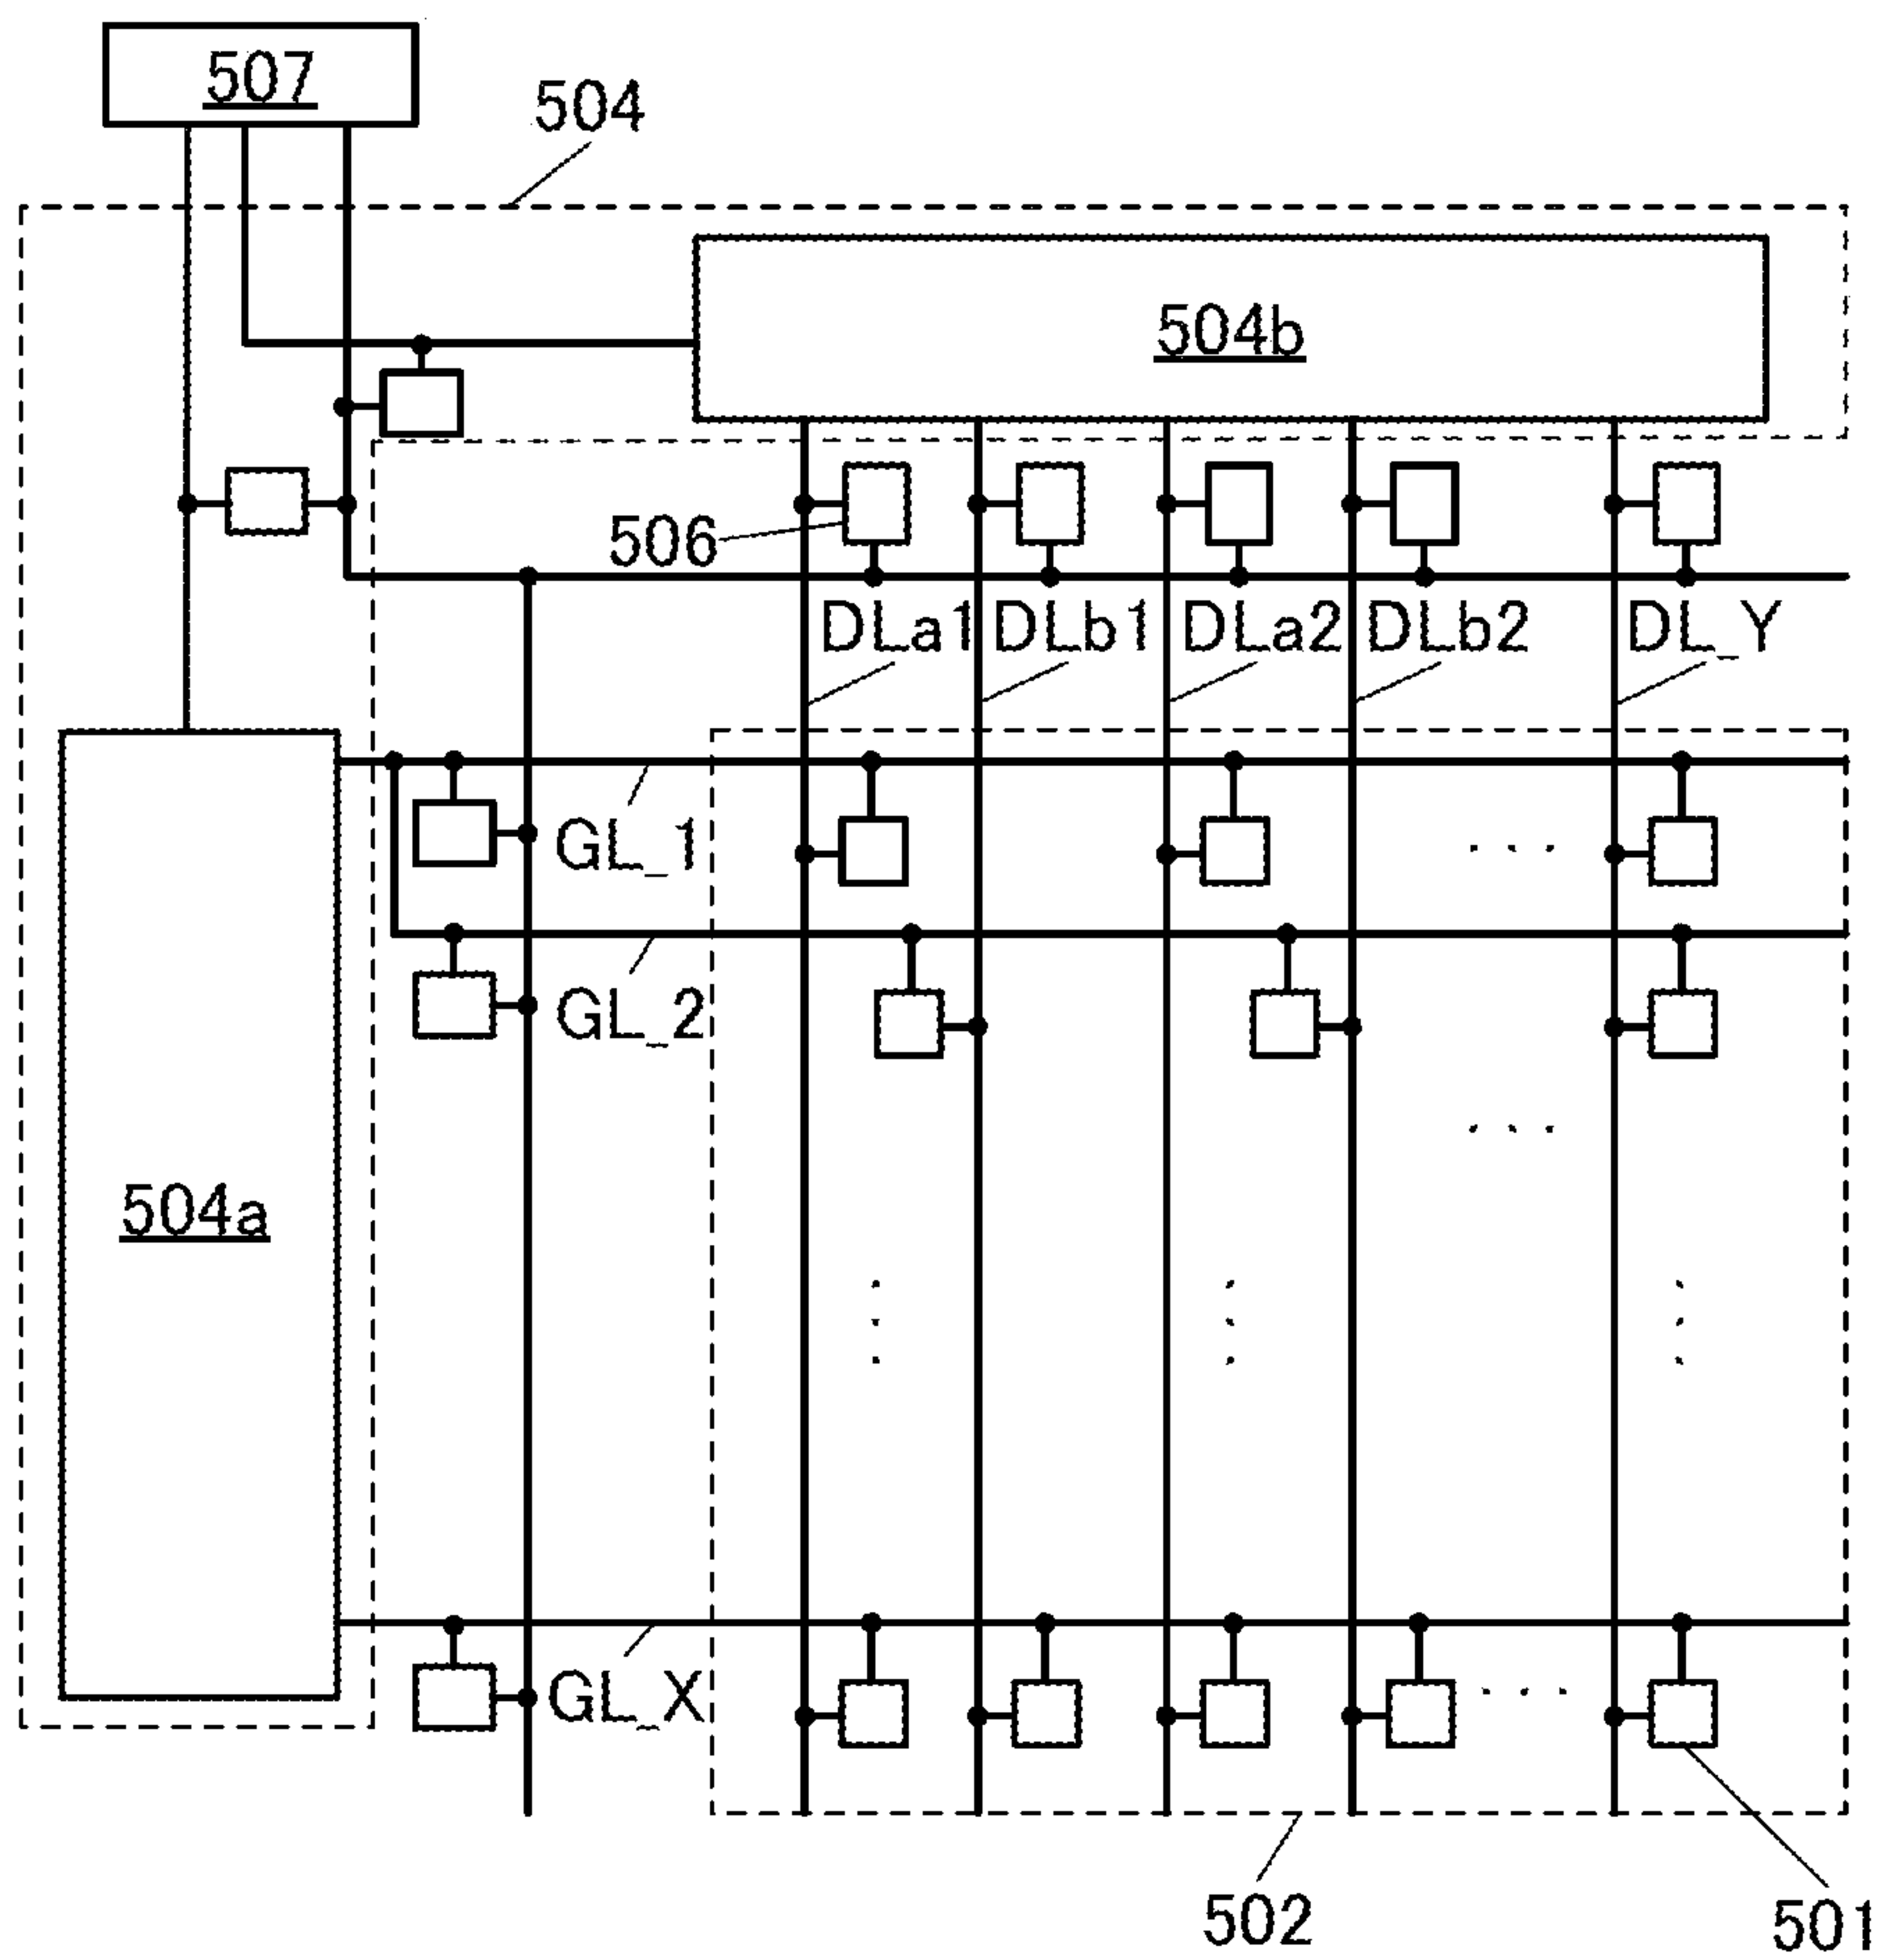 507
504
504b
506
DLa1 DLb1 DLa2 DLb2 DL_Y
GL_1
GL_2
504a
GL_X
502
501